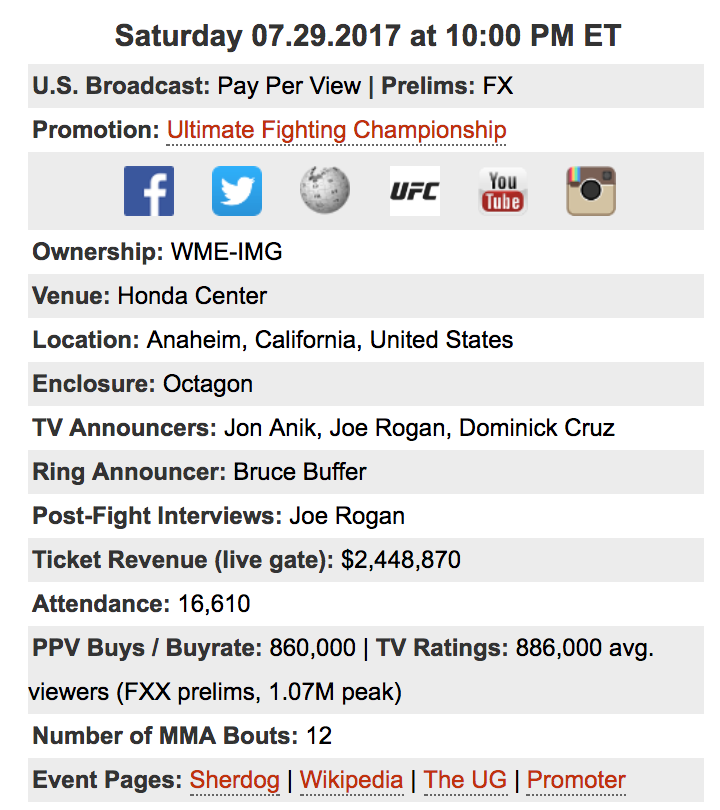 Saturday 07.29.2017 at 10:00 PM ET
U.S. Broadcast: Pay Per View | Prelims: FX
Promotion: Ultimate Fighting Championship
f UFC You Tube
Ownership: WME-IMG
Venue: Honda Center
Location: Anaheim, California, United States
Enclosure: Octagon
TV Announcers: Jon Anik, Joe Rogan, Dominick Cruz
Ring Announcer: Bruce Buffer
Post-Fight Interviews: Joe Rogan
Ticket Revenue (live gate): $2,448,870
Attendance: 16,610
PPV Buys / Buyrate: 860,000 | TV Ratings: 886,000 avg.
viewers (FXX prelims, 1.07M peak)
Number of MMA Bouts: 12
Event Pages: Sherdog | Wikipedia | The UG | Promoter